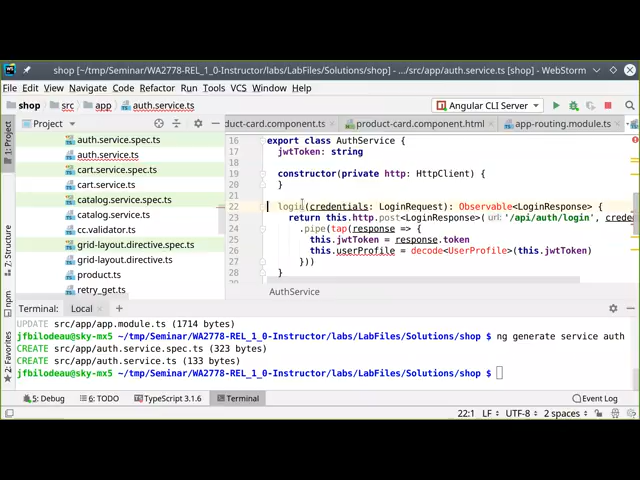 shop [~/tmp/Seminar/WA2778-REL_1_0-Instructor/labs/LabFiles/Solutions/shop] - .../src/app/auth.service.ts [shop] - WebStorm
File Edit View Navigate Code Refactor Run Tools VCS Window Help
shop src app auth.service.ts Angular CLI Server
Project duct-card.component.ts product-card.component.html app-routing.module.ts
1: Project
7: Structure
npm
2: Favorites
auth.service.spec.ts
auth.service.ts
cart.service.spec.ts
cart.service.ts
catalog.service.spec.ts
catalog.service.ts
cc.validator.ts
grid-layout.directive.spec.ts
grid-layout.directive.ts
product.ts
retry_get.ts
16 export class AuthService {
17 jwtToken: string
18
19 constructor(private http: HttpClient) {
20 }
21
22 login(credentials: LoginRequest): Observable<LoginResponse> {
23 return this.http.post<LoginResponse>( url: '/api/auth/login', crede
24 .pipe(tap(response => {
25 this.jwtToken = response.token
26 this.userProfile = decode<UserProfile>(this.jwtToken)
27 }))
28 }
AuthService
Terminal: Local +
UPDATE src/app/app.module.ts (1714 bytes)
jfbilodeau@sky-mx5 ~/tmp/Seminar/WA2778-REL_1_0-Instructor/labs/LabFiles/Solutions/shop $ ng generate service auth
CREATE src/app/auth.service.spec.ts (323 bytes)
CREATE src/app/auth.service.ts (133 bytes)
jfbilodeau@sky-mx5 ~/tmp/Seminar/WA2778-REL_1_0-Instructor/labs/LabFiles/Solutions/shop $
5: Debug 6: TODO TypeScript 3.1.6 Terminal Event Log
22:1 LF UTF-8 2 spaces